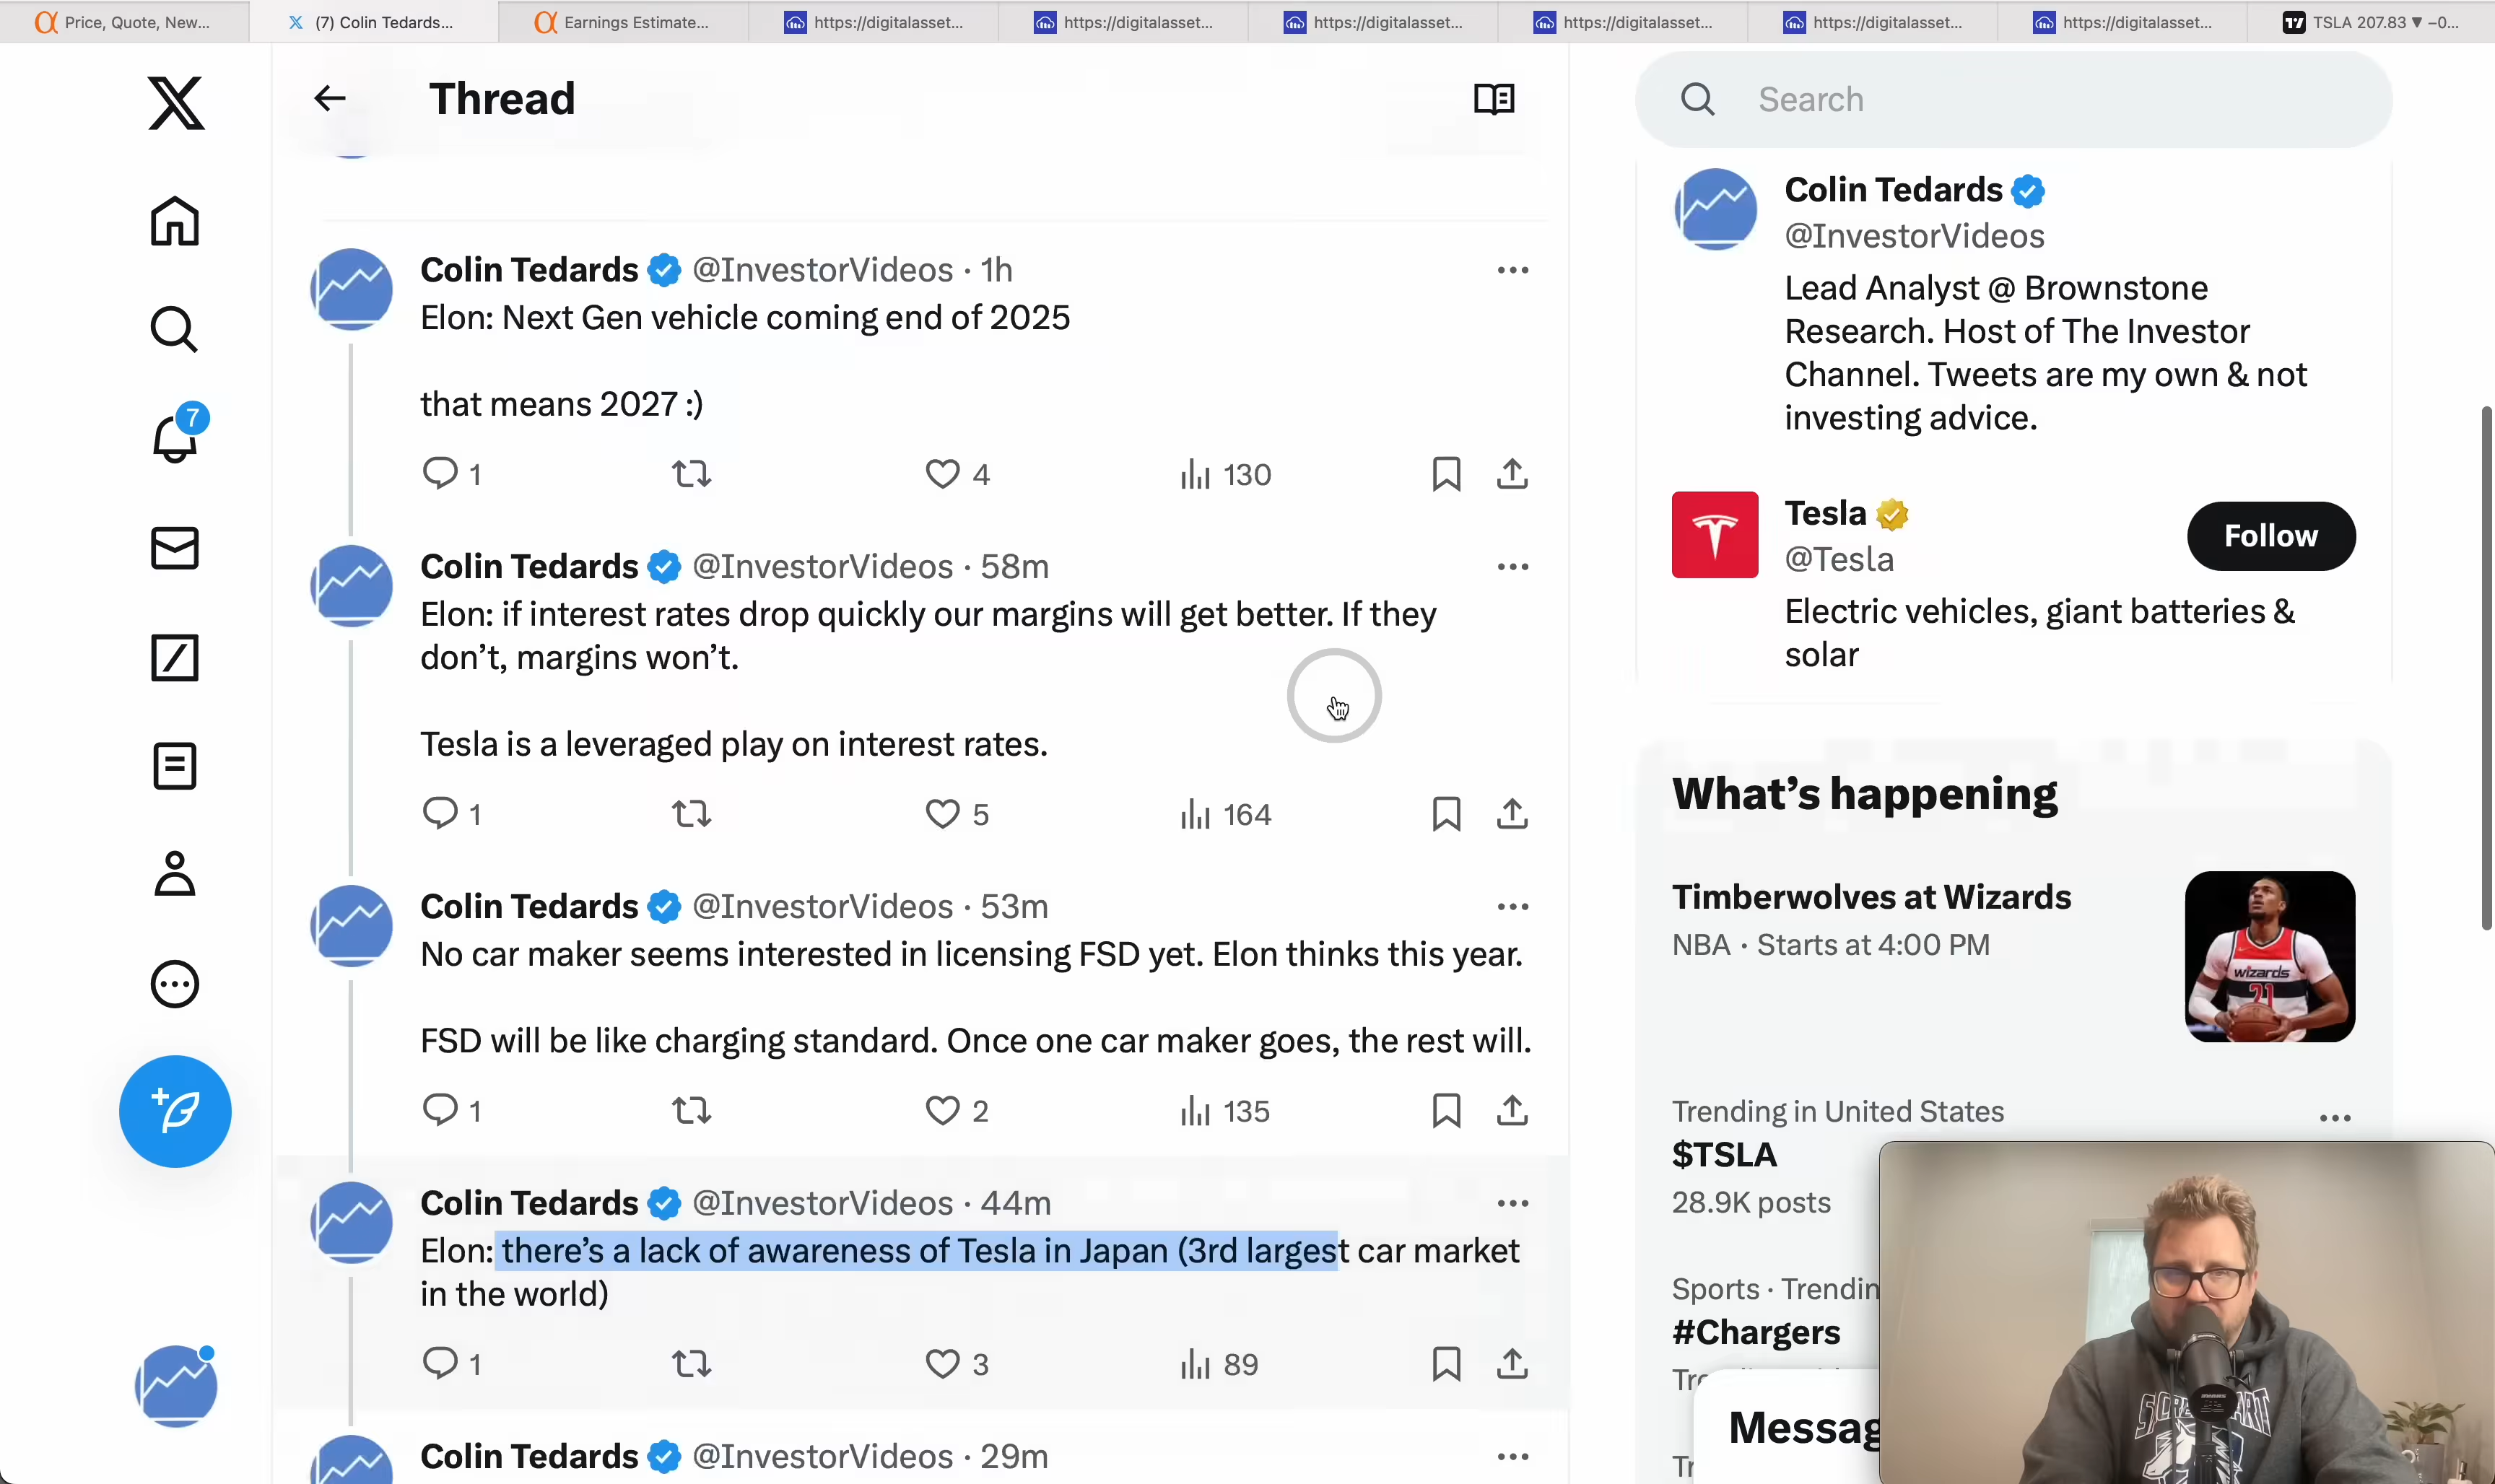 Price, Quote, New...
(7) Colin Tedards...
Earnings Estimate...
https://digitalasset...
https://digitalasset...
https://digitalasset...
https://digitalasset...
https://digitalasset...
https://digitalasset...
TSLA 207.83 ▼ −0...
Thread
Search
7
Colin Tedards @InvestorVideos · 1h
Elon: Next Gen vehicle coming end of 2025
that means 2027 :)
1 4 130
Colin Tedards @InvestorVideos · 58m
Elon: if interest rates drop quickly our margins will get better. If they
don’t, margins won’t.
Tesla is a leveraged play on interest rates.
1 5 164
Colin Tedards @InvestorVideos · 53m
No car maker seems interested in licensing FSD yet. Elon thinks this year.
FSD will be like charging standard. Once one car maker goes, the rest will.
1 2 135
Colin Tedards @InvestorVideos · 44m
Elon: there’s a lack of awareness of Tesla in Japan (3rd largest car market
in the world)
1 3 89
Colin Tedards @InvestorVideos · 29m
Colin Tedards
@InvestorVideos
Lead Analyst @ Brownstone
Research. Host of The Investor
Channel. Tweets are my own & not
investing advice.
Tesla
@Tesla
Follow
Electric vehicles, giant batteries &
solar
What’s happening
Timberwolves at Wizards
NBA · Starts at 4:00 PM
wizards
21
Trending in United States
$TSLA
28.9K posts
Sports · Trendin
#Chargers
Messag